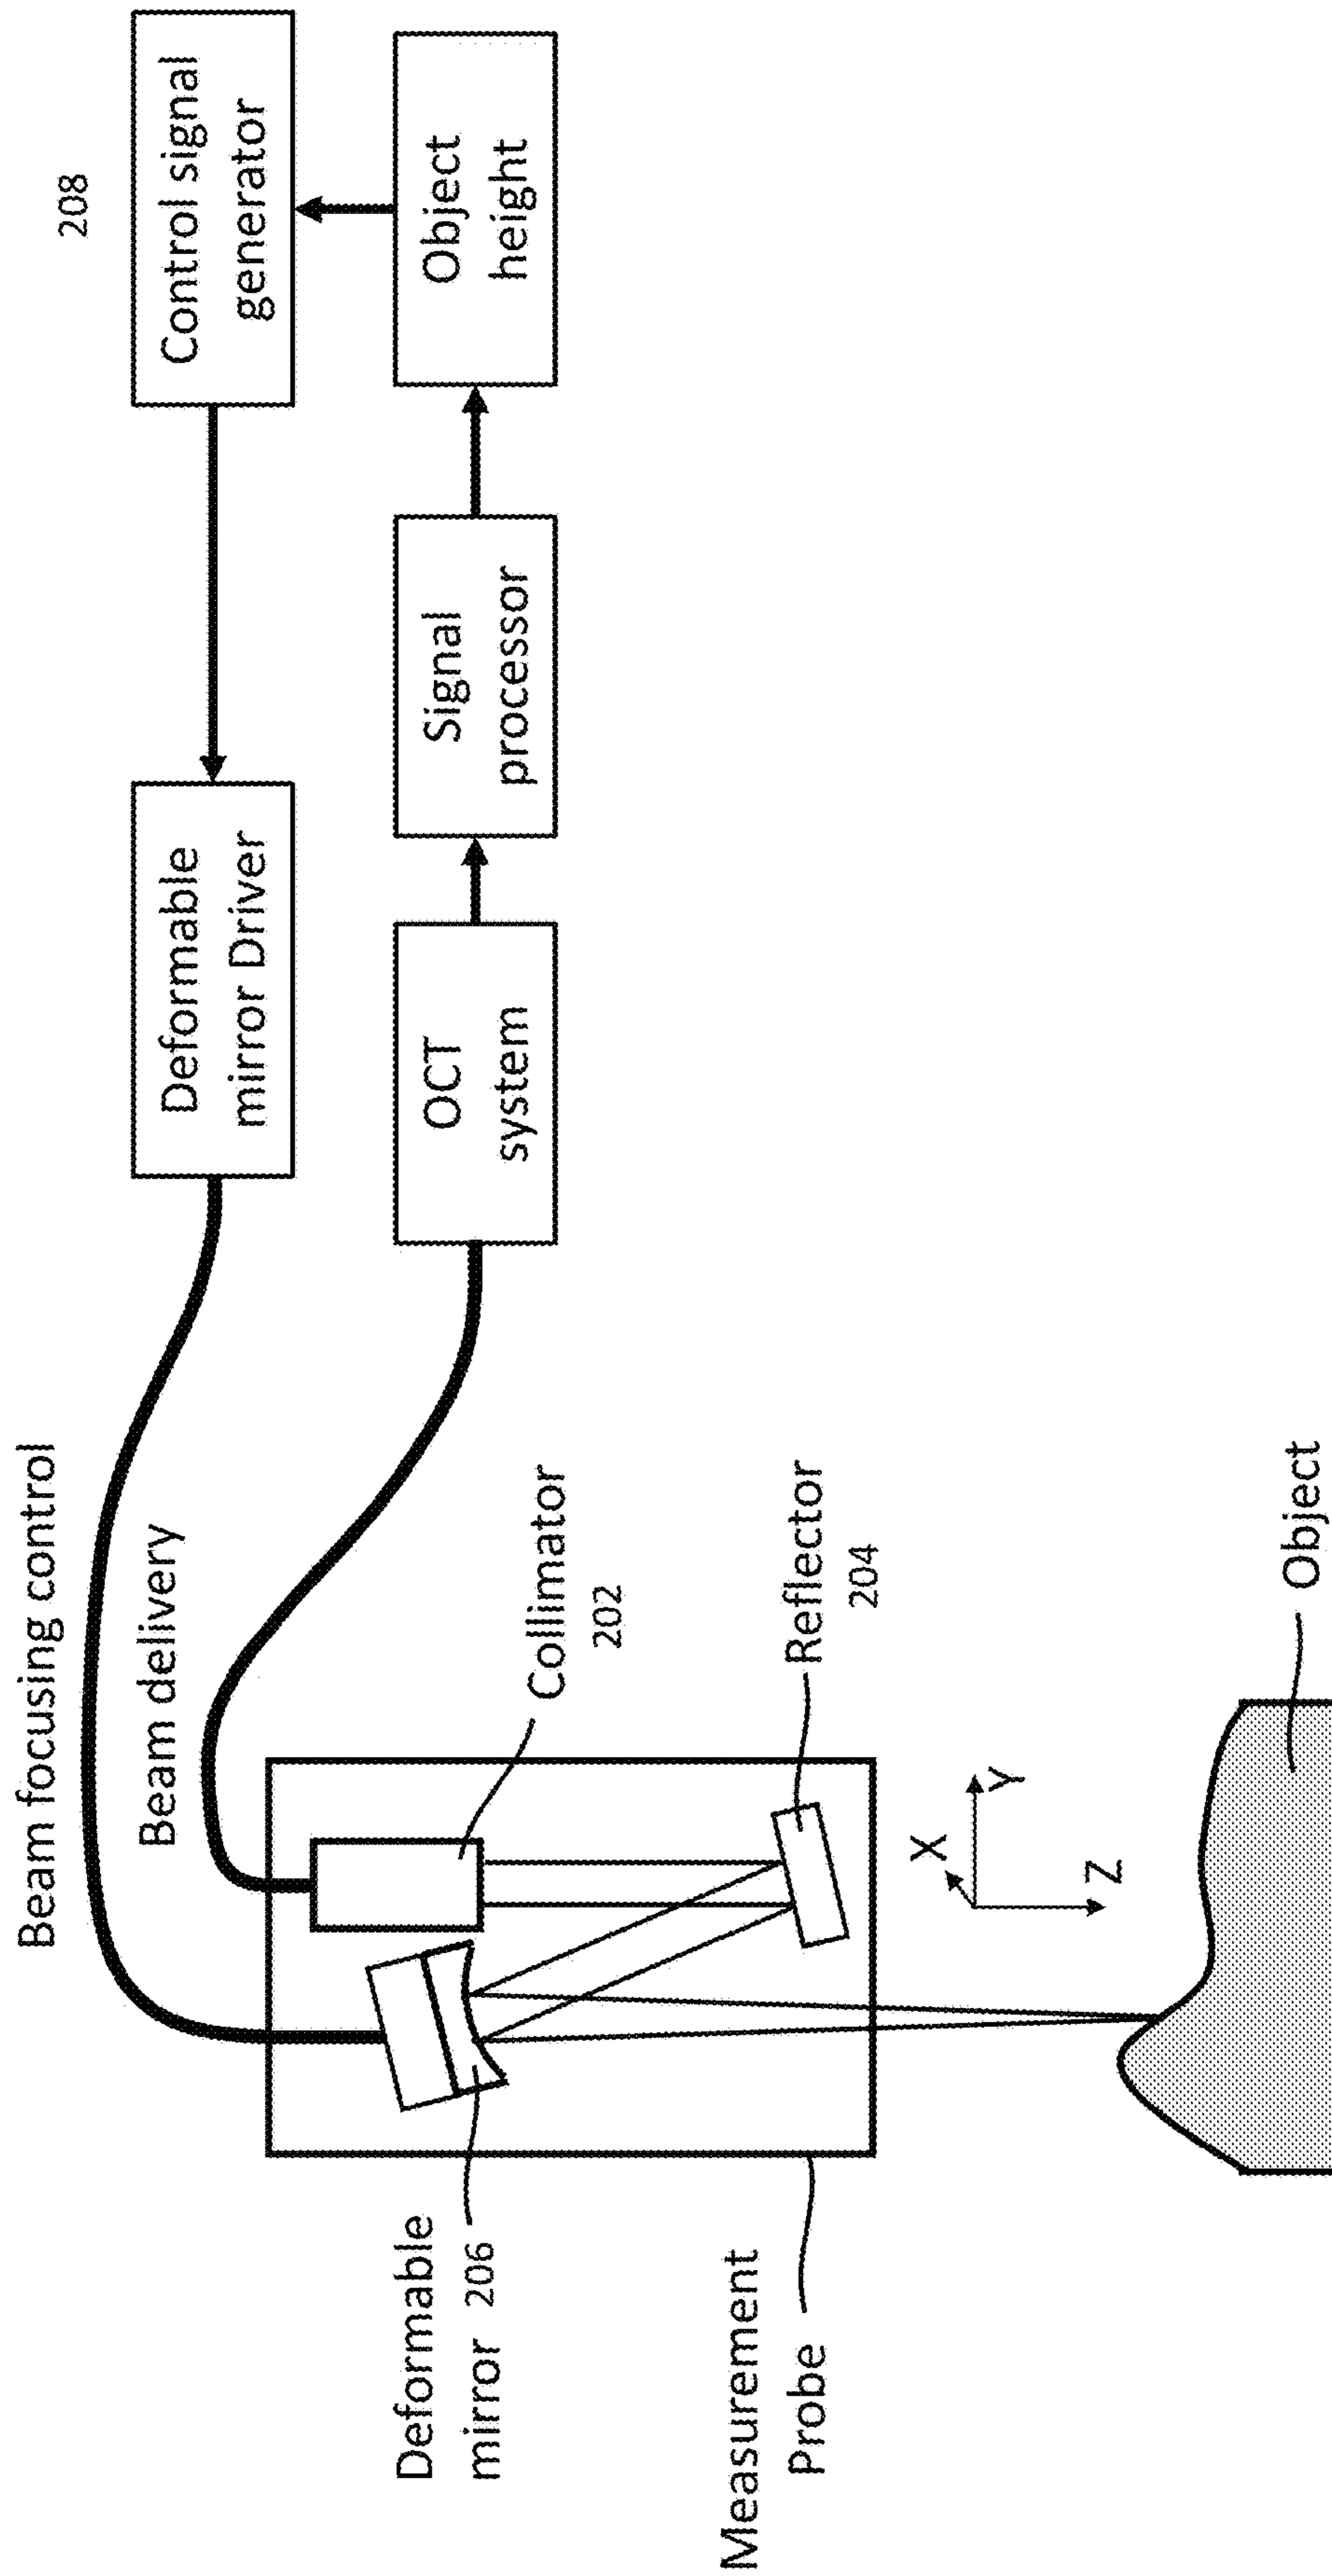 Beam focusing control
Beam delivery
208
Control signal
generator
Deformable
mirror Driver
Object
height
Signal
processor
OCT
system
Collimator
202
Reflector
204
Deformable
mirror 206
Measurement
Probe
X
Y
Z
Object